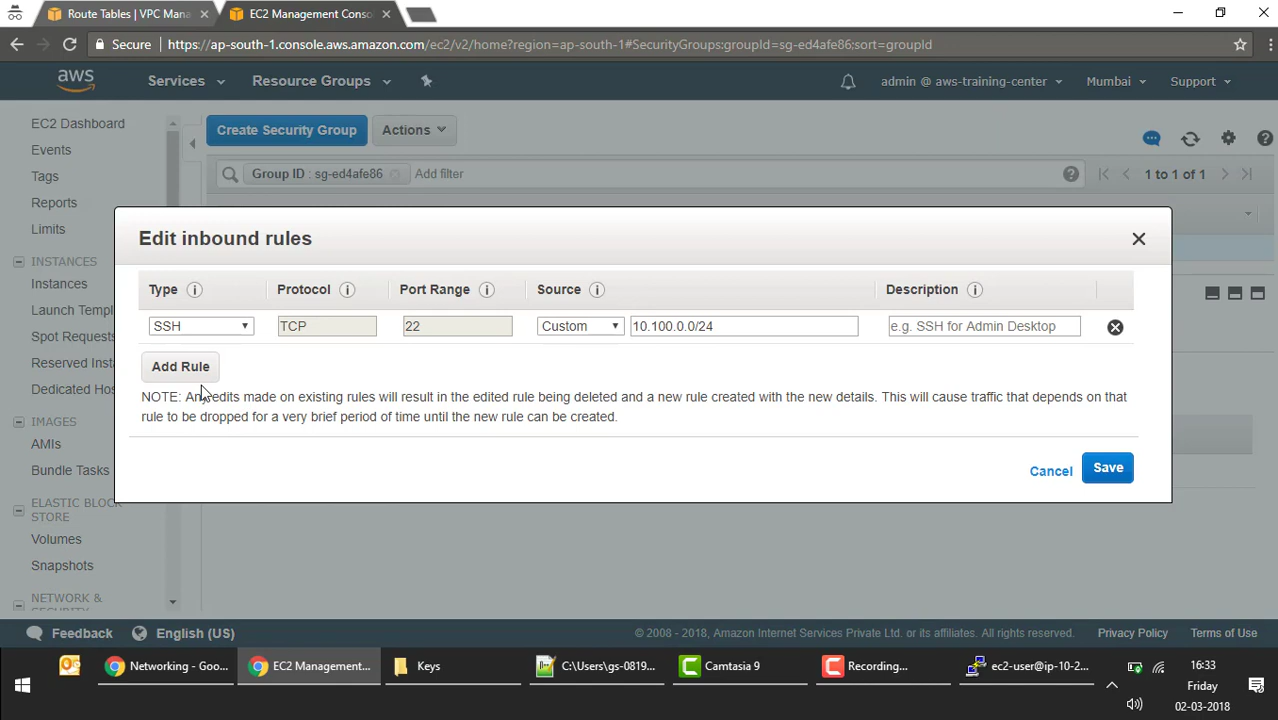 Route Tables | VPC Mana
EC2 Management Conso
Secure
https://ap-south-1.console.aws.amazon.com/ec2/v2/home?region=ap-south-1#SecurityGroups:groupId=sg-ed4afe86;sort=groupId
aws
Services
Resource Groups
admin @ aws-training-center
Mumbai
Support
EC2 Dashboard
Events
Tags
Reports
Limits
INSTANCES
Instances
Launch Templ
Spot Requests
Reserved Inst
Dedicated Hos
IMAGES
AMIs
Bundle Tasks
ELASTIC BLOCK
STORE
Volumes
Snapshots
NETWORK &
Create Security Group
Actions
Group ID : sg-ed4afe86
Add filter
1 to 1 of 1
Edit inbound rules
Type
Protocol
Port Range
Source
Description
SSH
TCP
22
Custom
10.100.0.0/24
e.g. SSH for Admin Desktop
Add Rule
NOTE: Any edits made on existing rules will result in the edited rule being deleted and a new rule created with the new details. This will cause traffic that depends on that
rule to be dropped for a very brief period of time until the new rule can be created.
Cancel
Save
Feedback
English (US)
© 2008 - 2018, Amazon Internet Services Private Ltd. or its affiliates. All rights reserved.
Privacy Policy
Terms of Use
Networking - Goo...
EC2 Management...
Keys
C:\Users\gs-0819...
Camtasia 9
Recording...
ec2-user@ip-10-2...
16:33
Friday
02-03-2018